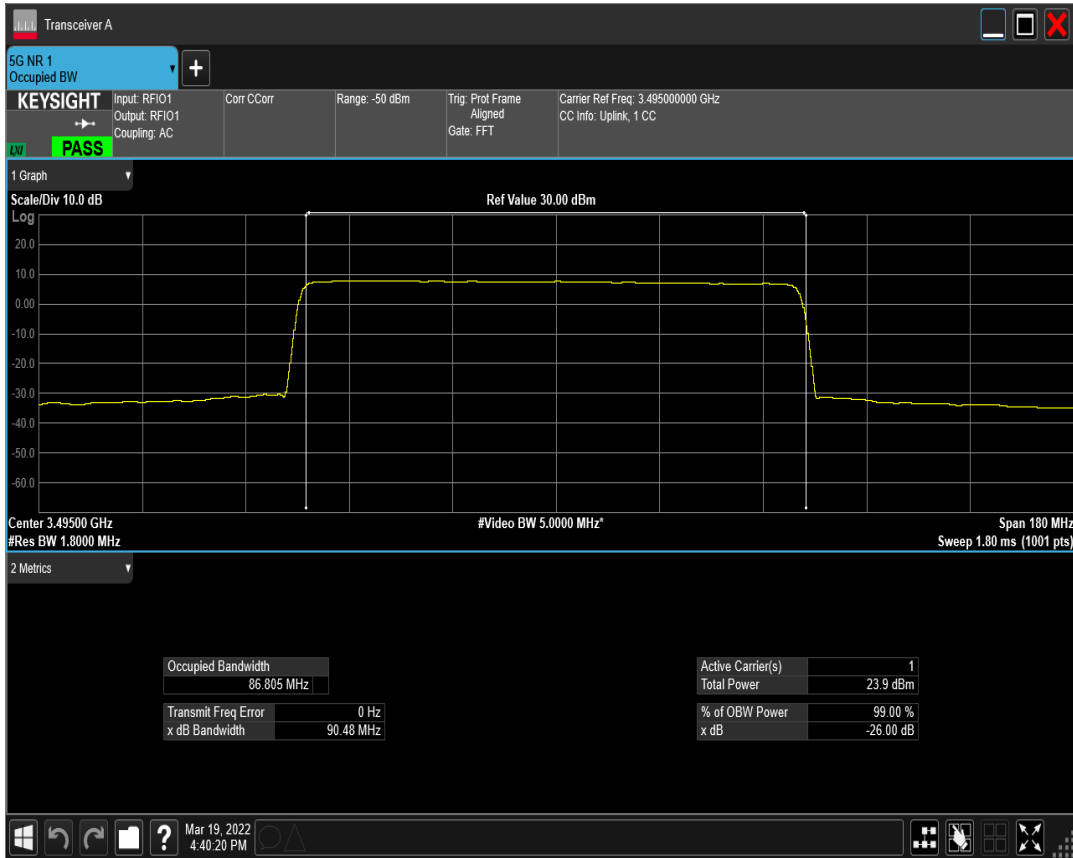 Transceiver A
5G NR 1
Occupied BW
+
KEYSIGHT
LXI
PASS
Input: RFIO1
Output: RFIO1
Coupling: AC
Corr CCorr
Range: -50 dBm
Trig: Prot Frame
Aligned
Gate: FFT
Carrier Ref Freq: 3.495000000 GHz
CC Info: Uplink, 1 CC
1 Graph
Scale/Div 10.0 dB
Ref Value 30.00 dBm
Log
20.0
10.0
0.00
-10.0
-20.0
-30.0
-40.0
-50.0
-60.0
Center 3.49500 GHz
#Video BW 5.0000 MHz*
Span 180 MHz
#Res BW 1.8000 MHz
Sweep 1.80 ms (1001 pts)
2 Metrics
Occupied Bandwidth
86.805 MHz
Transmit Freq Error 0 Hz
x dB Bandwidth 90.48 MHz
Active Carrier(s) 1
Total Power 23.9 dBm
% of OBW Power 99.00 %
x dB -26.00 dB
?
Mar 19, 2022
4:40:20 PM